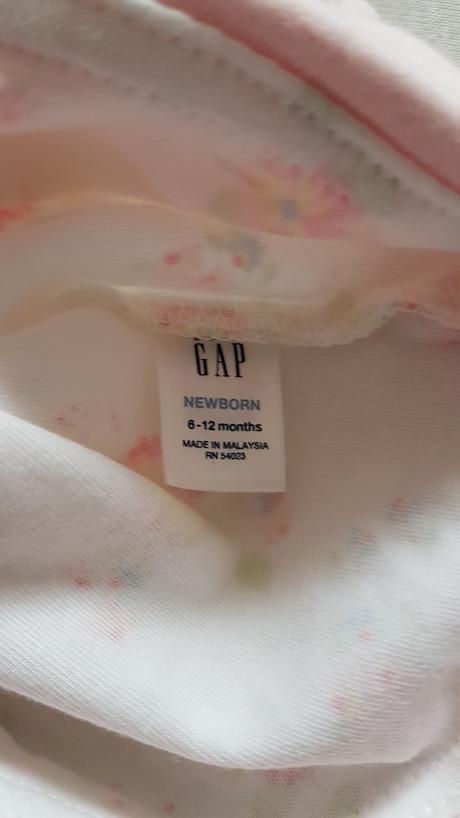 GAP
NEWBORN
6-12 months
MADE IN MALAYSIA
RN 54023